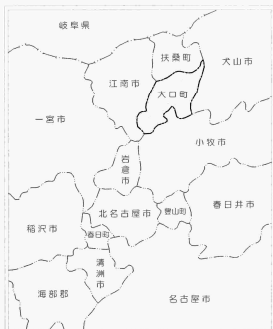 岐阜県
扶桑町
犬山市
江南市
大口町
一宮市
小牧市
岩倉市
春日井市
北名古屋市
豊山町
稲沢市
春日町
清洲市
海部郡
名古屋市